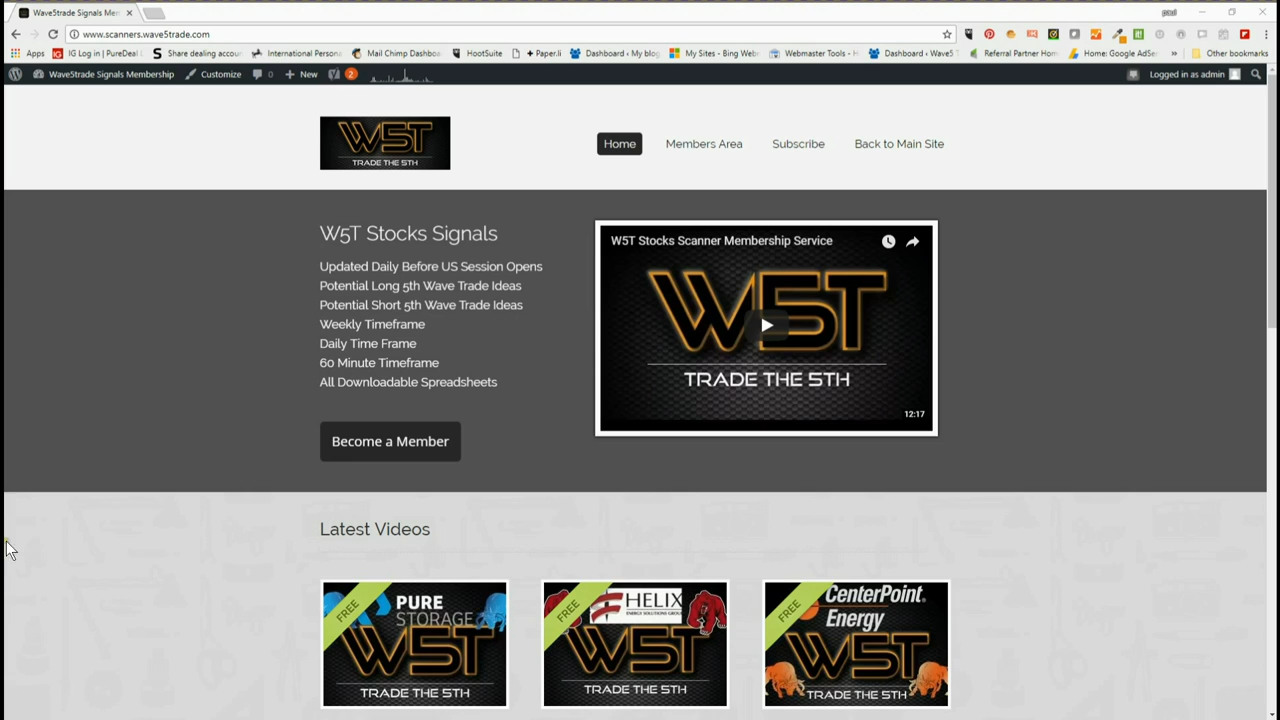 Wave5trade Signals Mem
paul
www.scanners.wave5trade.com
Apps
IG Log in | PureDeal
Share dealing accou
International Persona
Mail Chimp Dashboa
HootSuite
+ Paper.li
Dashboard ‹ My blog
My Sites - Bing Web
Webmaster Tools - H
Dashboard ‹ Wave5 T
Referral Partner Hom
Home: Google AdSen
»
Other bookmarks
Wave5trade Signals Membership
Customize
0
New
2
Logged in as admin
W5T
TRADE THE 5TH
Home
Members Area
Subscribe
Back to Main Site
W5T Stocks Signals
Updated Daily Before US Session Opens
Potential Long 5th Wave Trade Ideas
Potential Short 5th Wave Trade Ideas
Weekly Timeframe
Daily Time Frame
60 Minute Timeframe
All Downloadable Spreadsheets
Become a Member
W5T Stocks Scanner Membership Service
W5T
TRADE THE 5TH
12:17
Latest Videos
FREE
PURE
STORAGE
W5T
TRADE THE 5TH
FREE
HELIX
ENERGY SOLUTIONS GROUP
W5T
TRADE THE 5TH
FREE
CenterPoint.
Energy
W5T
TRADE THE 5TH